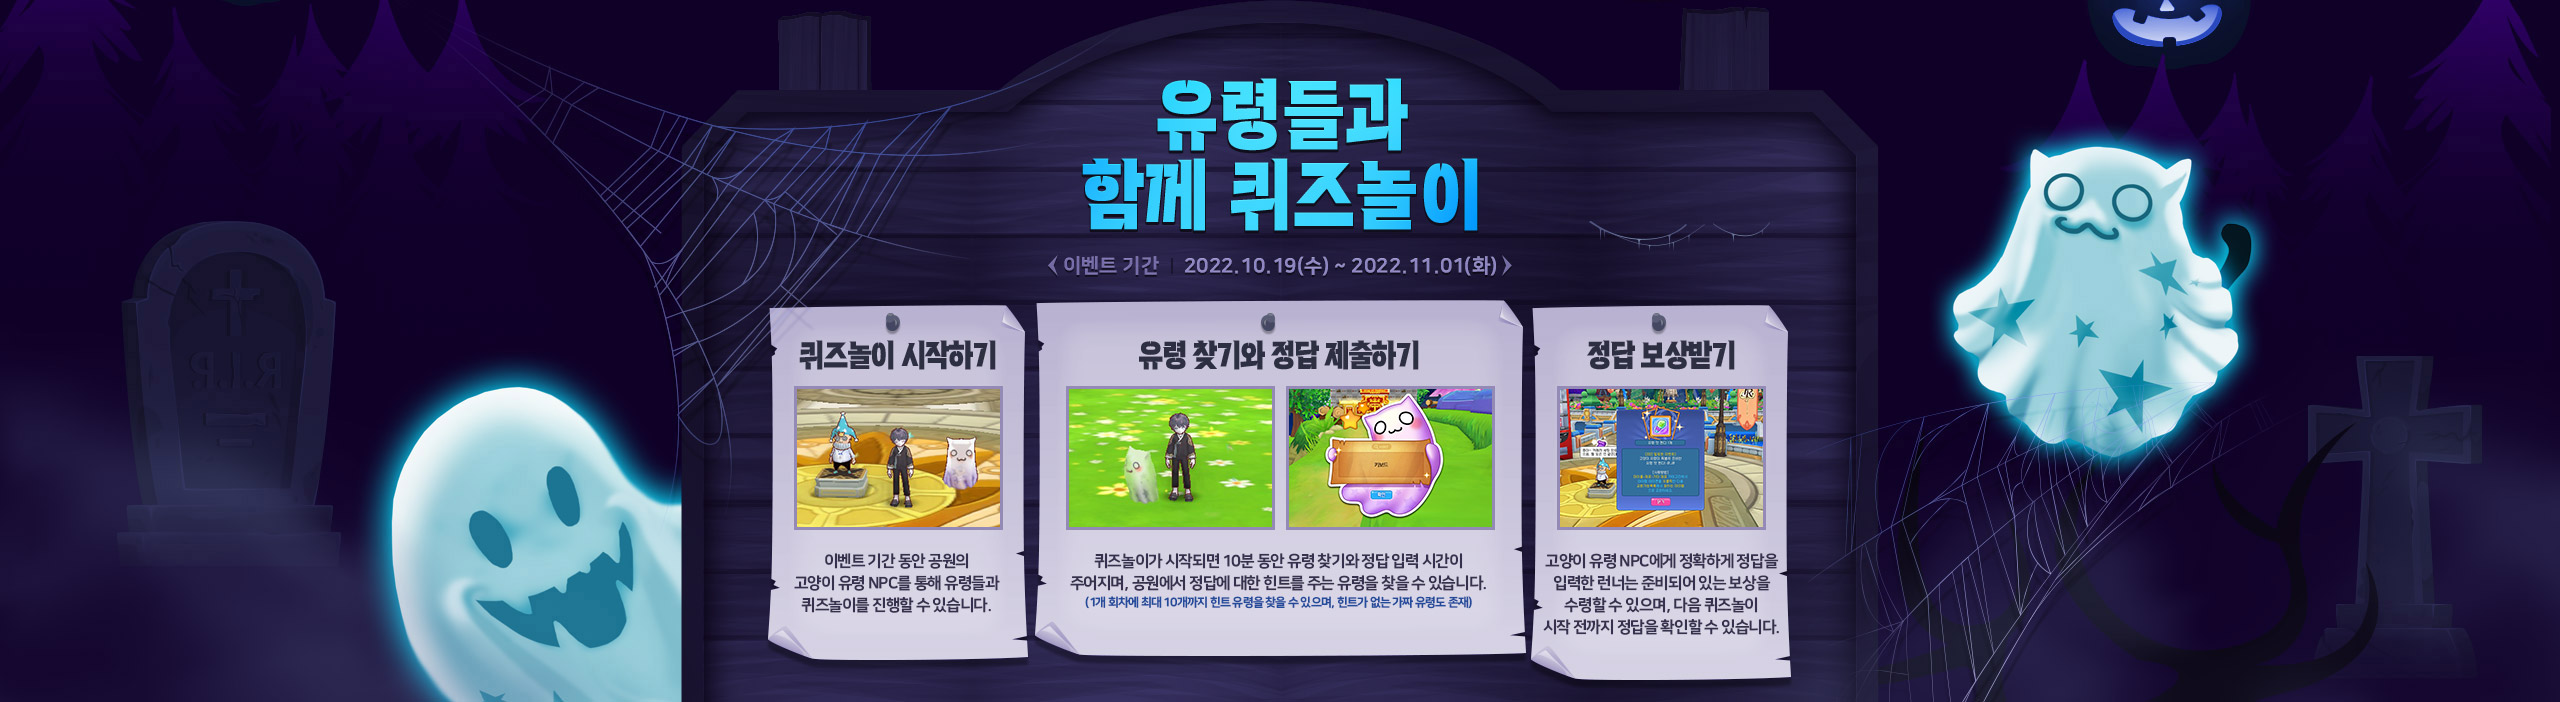 유령들과
함께 퀴즈놀이
이벤트 기간 | 2022.10.19(수) ~ 2022.11.01(화)
퀴즈놀이 시작하기
이벤트 기간 동안 공원의
고양이 유령 NPC를 통해 유령들과
퀴즈놀이를 진행할 수 있습니다.
유령 찾기와 정답 제출하기
키보드
확인
퀴즈놀이가 시작되면 10분 동안 유령 찾기와 정답 입력 시간이
주어지며, 공원에서 정답에 대한 힌트를 주는 유령을 찾을 수 있습니다.
(1개 회차에 최대 10개까지 힌트 유령을 찾을 수 있으며, 힌트가 없는 가짜 유령도 존재)
정답 보상받기
고양이 유령 NPC에게 정확하게 정답을
입력한 런너는 준비되어 있는 보상을
수령할 수 있으며, 다음 퀴즈놀이
시작 전까지 정답을 확인할 수 있습니다.
R.I.P